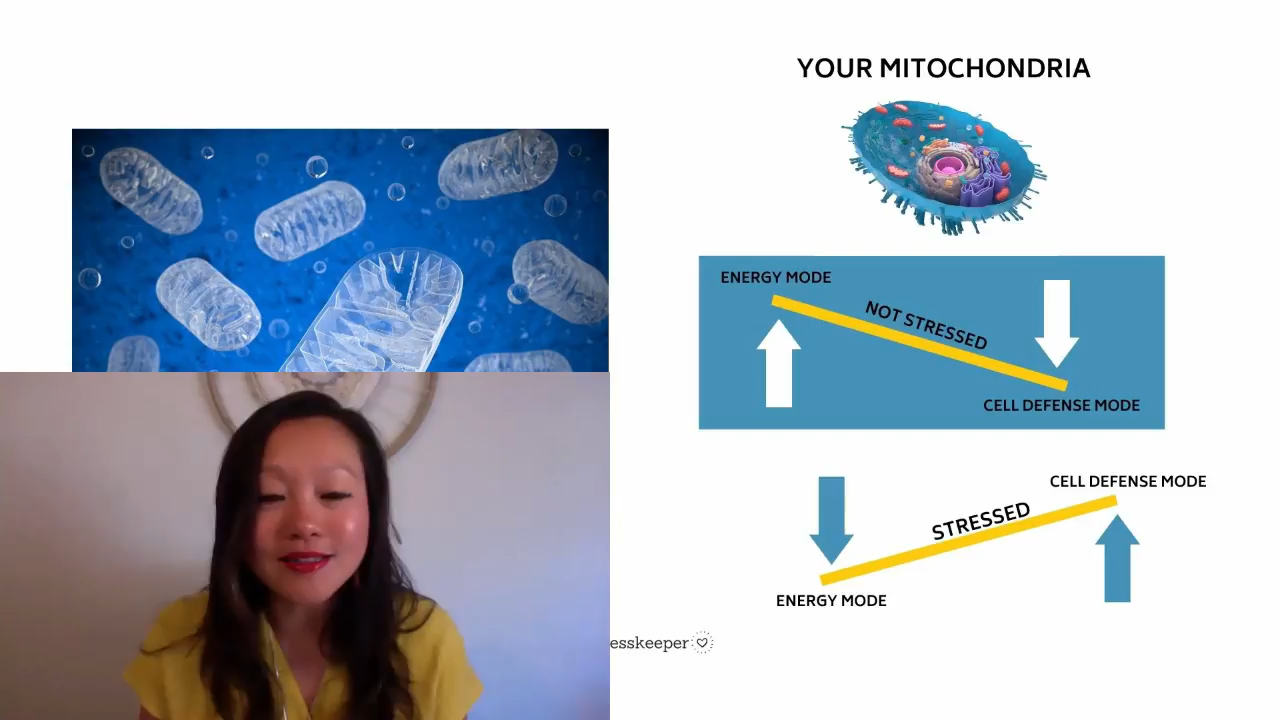 YOUR MITOCHONDRIA
ENERGY MODE
NOT STRESSED
CELL DEFENSE MODE
CELL DEFENSE MODE
STRESSED
ENERGY MODE
esskeeper